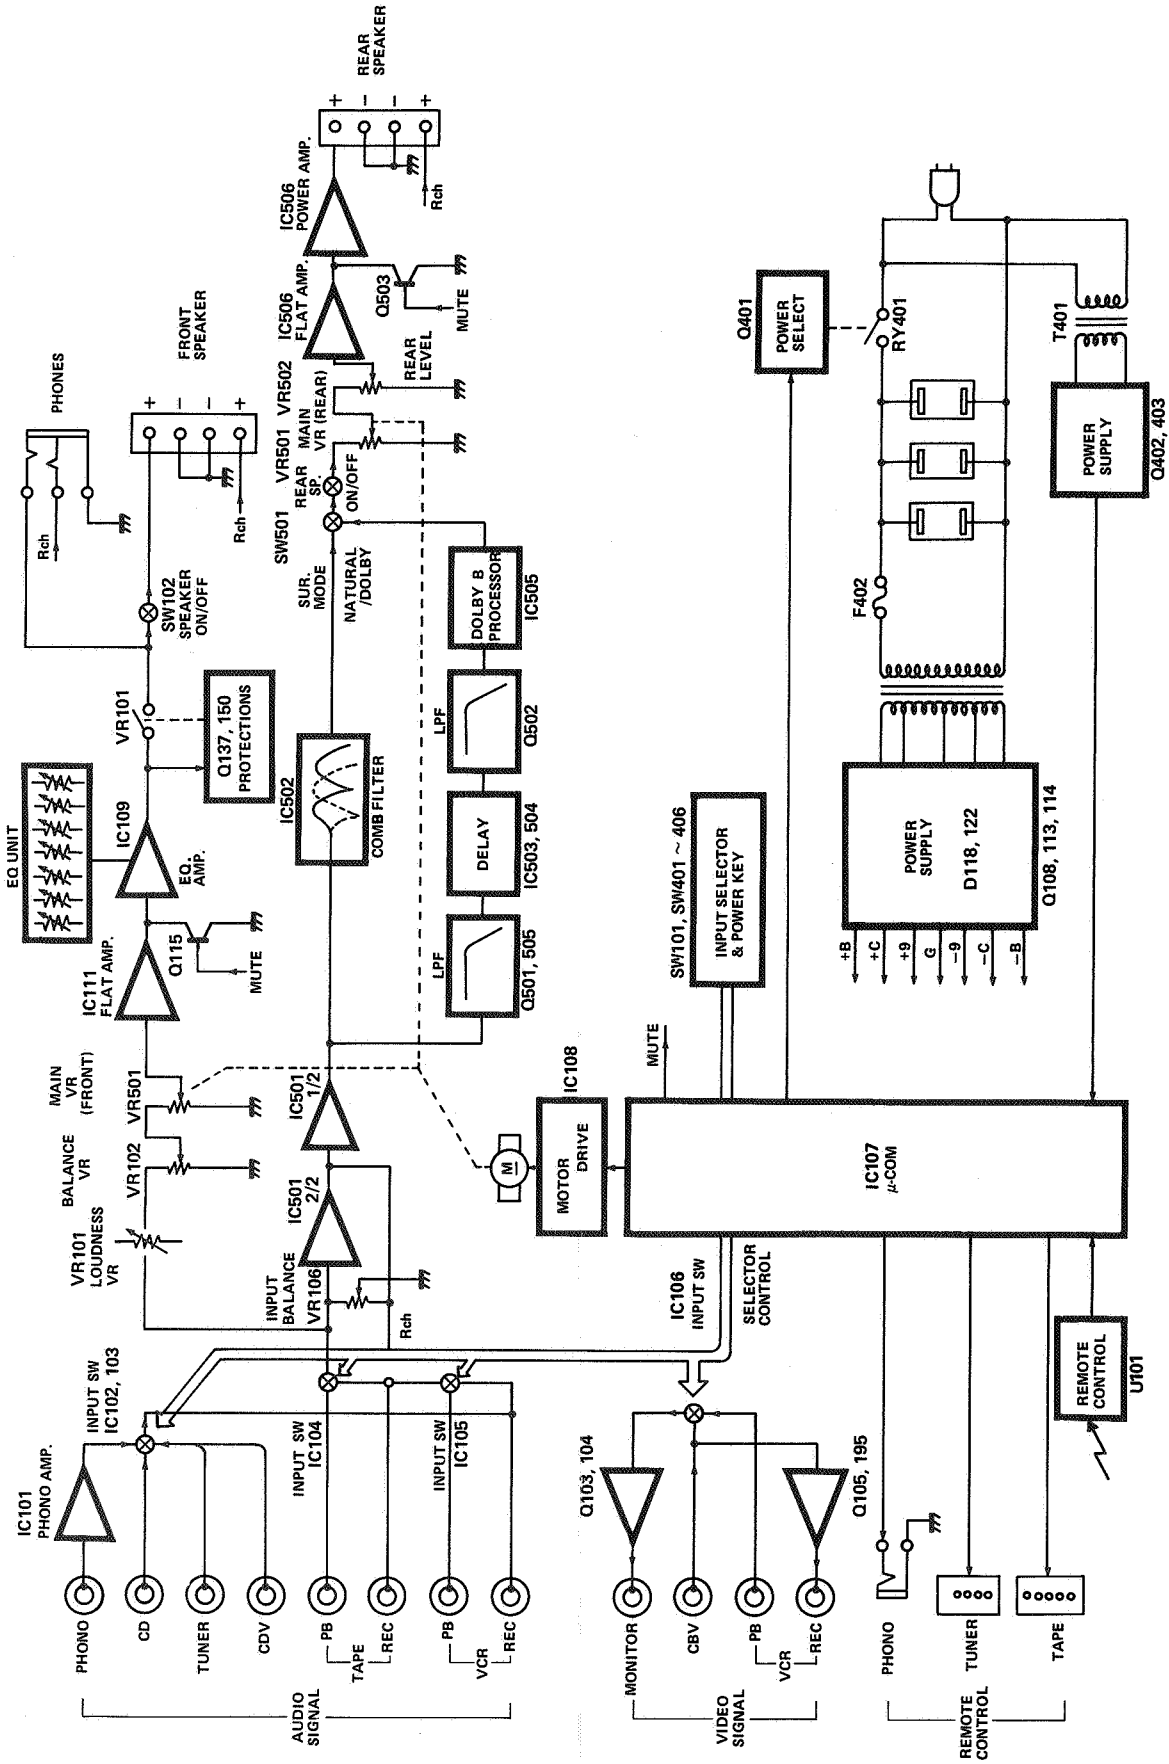 AUDIO
SIGNAL
PHONO
CD
TUNER
CDV
TAPE
PB
REC
VCR
PB
REC
IC101
PHONO AMP.
INPUT SW
IC102, 103
INPUT SW
IC104
INPUT SW
IC105
VR101
LOUDNESS
VR
BALANCE
VR
VR102
MAIN
VR
(FRONT)
VR501
IC111
FLAT AMP.
Q115
MUTE
EQ UNIT
IC109
EQ.
AMP.
VR101
Q137, 150
PROTECTIONS
SW102
SPEAKER
ON/OFF
PHONES
Rch
FRONT
SPEAKER
+
−
−
+
Rch
INPUT
BALANCE
VR106
Rch
IC501
2/2
IC501
1/2
IC502
COMB FILTER
LPF
Q501, 505
DELAY
IC503, 504
LPF
Q502
DOLBY B
PROCESSOR
IC505
SUR.
MODE
NATURAL
/DOLBY
SW501
REAR
SP.
ON/OFF
VR501
MAIN
VR (REAR)
VR502
REAR
LEVEL
IC506
FLAT AMP.
Q503
MUTE
IC506
POWER AMP.
REAR
SPEAKER
+
−
−
+
Rch
VIDEO
SIGNAL
MONITOR
CBV
VCR
PB
REC
Q103, 104
Q105, 195
IC106
INPUT SW
SELECTOR
CONTROL
M
MOTOR
DRIVE
IC108
MUTE
SW101, SW401 ~ 406
INPUT SELECTOR
& POWER KEY
IC107
μ-COM
REMOTE
CONTROL
PHONO
TUNER
TAPE
REMOTE
CONTROL
U101
+B
+C
+9
G
−9
−C
−B
POWER
SUPPLY
D118, 122
Q108, 113, 114
F402
Q401
POWER
SELECT
RY401
T401
POWER
SUPPLY
Q402, 403